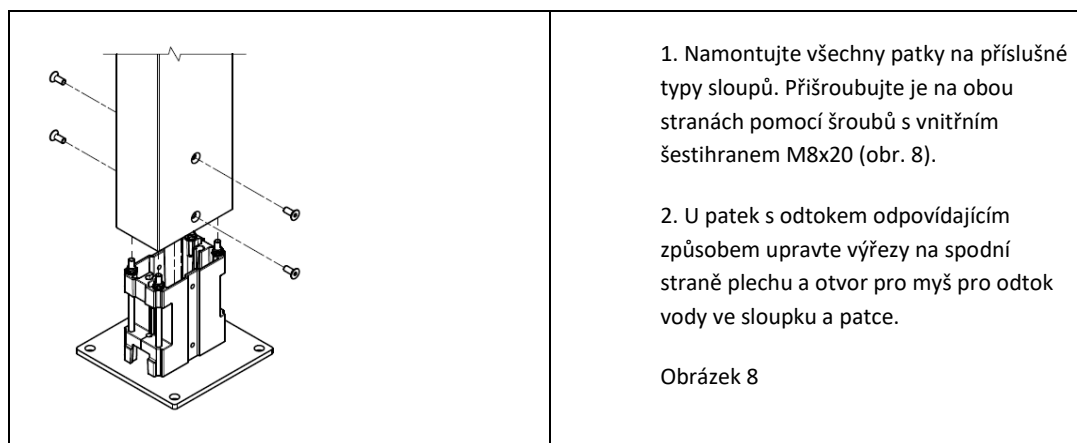 1. Namontujte všechny patky na příslušné
typy sloupů. Přišroubujte je na obou
stranách pomocí šroubů s vnitřním
šestihranem M8x20 (obr. 8).
2. U patek s odtokem odpovídajícím
způsobem upravte výřezy na spodní
straně plechu a otvor pro myš pro odtok
vody ve sloupku a patce.
Obrázek 8